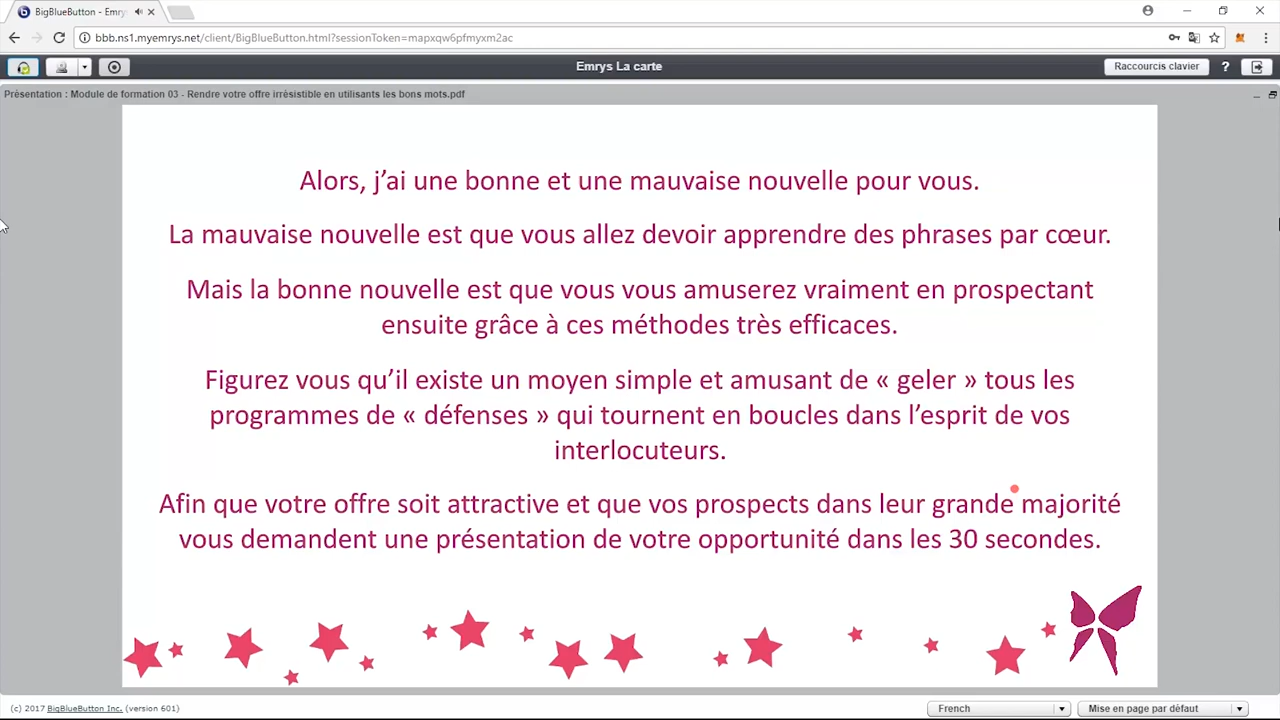 BigBlueButton - Emry
bbb.ns1.myemrys.net/client/BigBlueButton.html?sessionToken=mapxqw6pfmyxm2ac
Emrys La carte
Raccourcis clavier
?
Présentation : Module de formation 03 - Rendre votre offre irrèsistible en utilisants les bons mots.pdf
Alors, j’ai une bonne et une mauvaise nouvelle pour vous.
La mauvaise nouvelle est que vous allez devoir apprendre des phrases par cœur.
Mais la bonne nouvelle est que vous vous amuserez vraiment en prospectant
ensuite grâce à ces méthodes très efficaces.
Figurez vous qu’il existe un moyen simple et amusant de « geler » tous les
programmes de « défenses » qui tournent en boucles dans l’esprit de vos
interlocuteurs.
Afin que votre offre soit attractive et que vos prospects dans leur grande majorité
vous demandent une présentation de votre opportunité dans les 30 secondes.
(c) 2017 BigBlueButton Inc. (version 601)
French
Mise en page par défaut